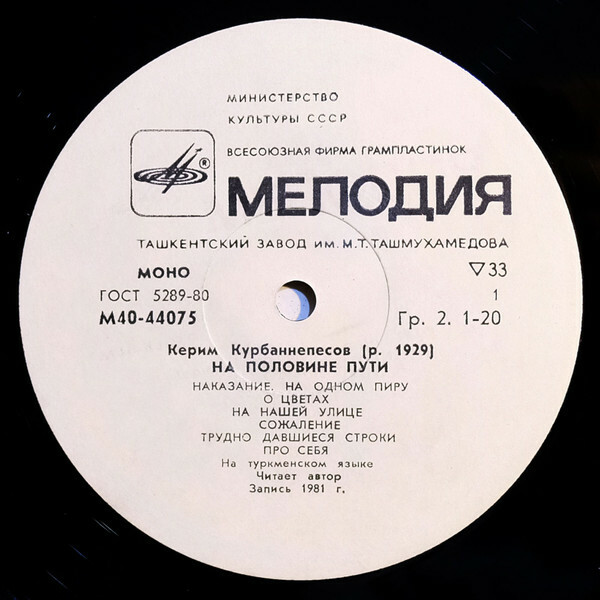 МИНИСТЕРСТВО
КУЛЬТУРЫ СССР
ВСЕСОЮЗНАЯ ФИРМА ГРАМПЛАСТИНОК
®
МЕЛОДИЯ
ТАШКЕНТСКИЙ ЗАВОД ИМ. М.Т. ТАШМУХАМЕДОВА
МОНО ▽33
ГОСТ 5289-80 1
М40-44075 Гр. 2. 1-20
Керим Курбаннепесов (р. 1929)
НА ПОЛОВИНЕ ПУТИ
НАКАЗАНИЕ. НА ОДНОМ ПИРУ
О ЦВЕТАХ
НА НАШЕЙ УЛИЦЕ
СОЖАЛЕНИЕ
ТРУДНО ДАВШИЕСЯ СТРОКИ
ПРО СЕБЯ
На туркменском языке
Читает автор
Запись 1981 г.